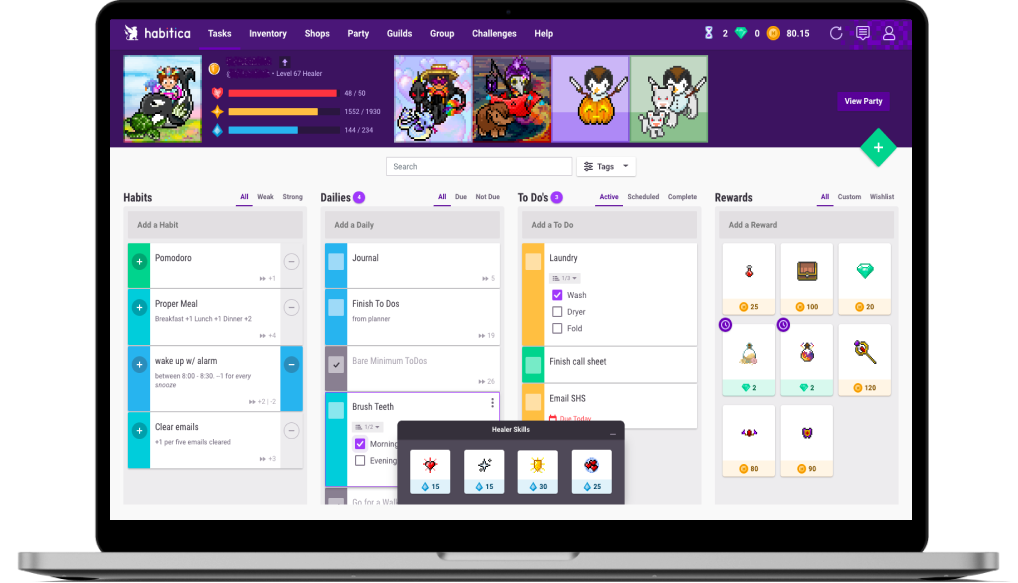 habitica Tasks Inventory Shops Party Guilds Group Challenges Help 2 0 80.15
48 / 50
• Level 67 Healer
1552 / 1930
144 / 234
View Party
+
Search
Tags
Habits All Weak Strong
Add a Habit
Pomodoro
+1
Proper Meal
Breakfast +1 Lunch +1 Dinner +2
+4
wake up w/ alarm
between 8:00 - 8:30. –1 for every
snooze
+2 | -2
Clear emails
+1 per five emails cleared
+3
Dailies 4 All Due Not Due
Add a Daily
Journal
5
Finish To Dos
from planner
19
Bare Minimum ToDos
26
Brush Teeth
1/2
Morning
Evening
Go for a Wal
To Do's 3 Active Scheduled Complete
Add a To Do
Laundry
1/3
Wash
Dryer
Fold
Finish call sheet
Email SHS
Due Today
Rewards All Custom Wishlist
Add a Reward
25 100 20
2 2 120
80 90
Healer Skills
15 15 30 25